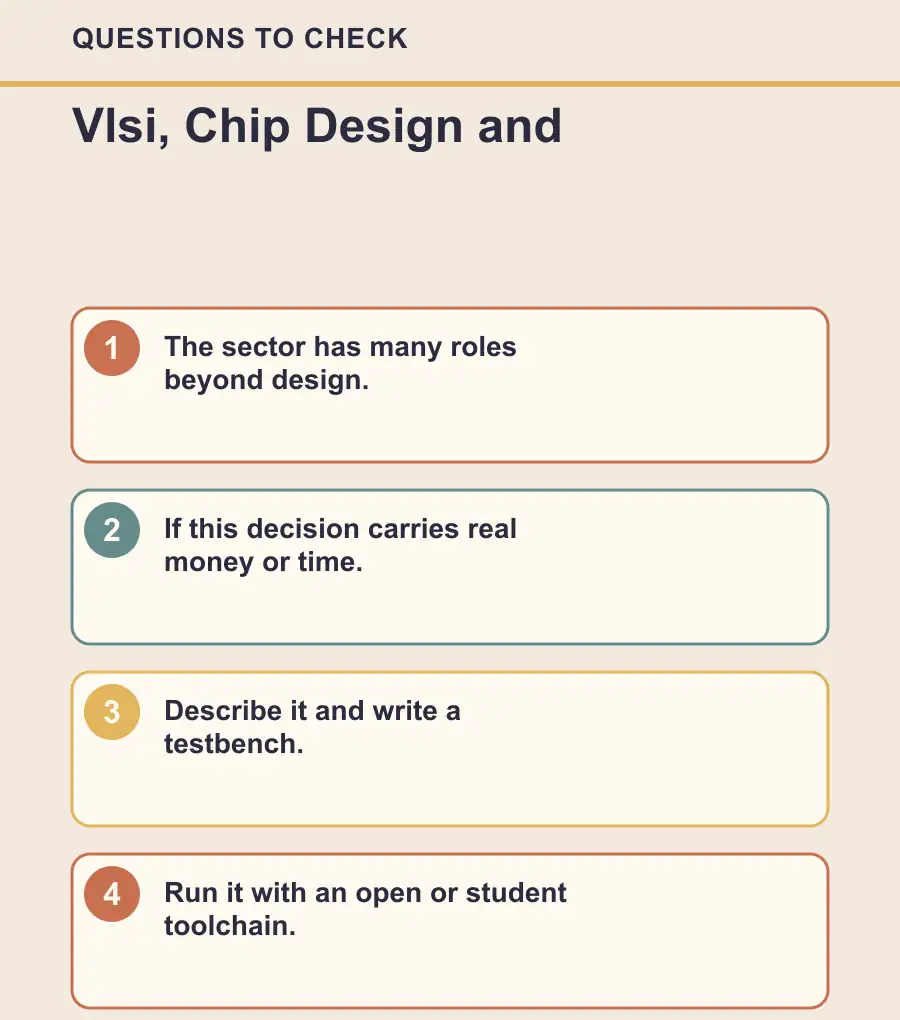 QUESTIONS TO CHECK
Vlsi, Chip Design and
1
The sector has many roles
beyond design.
2
If this decision carries real
money or time.
3
Describe it and write a
testbench.
4
Run it with an open or student
toolchain.